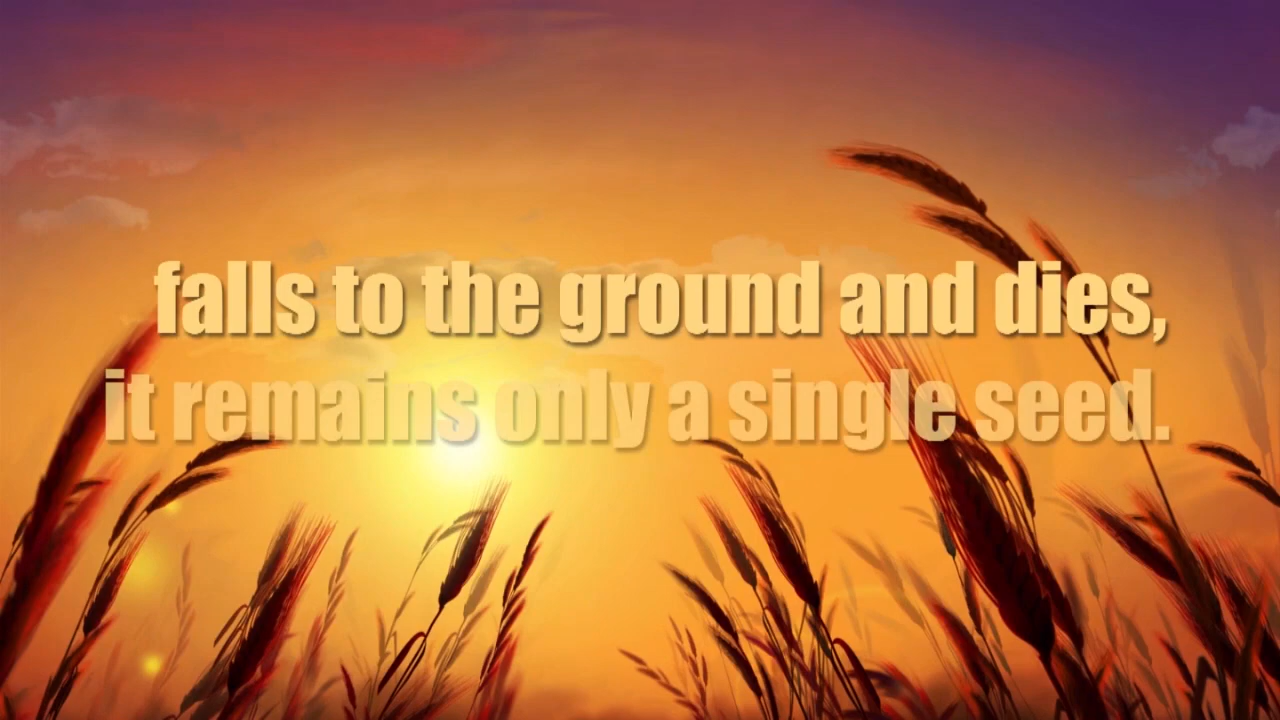 falls to the ground and dies,
it remains only a single seed.